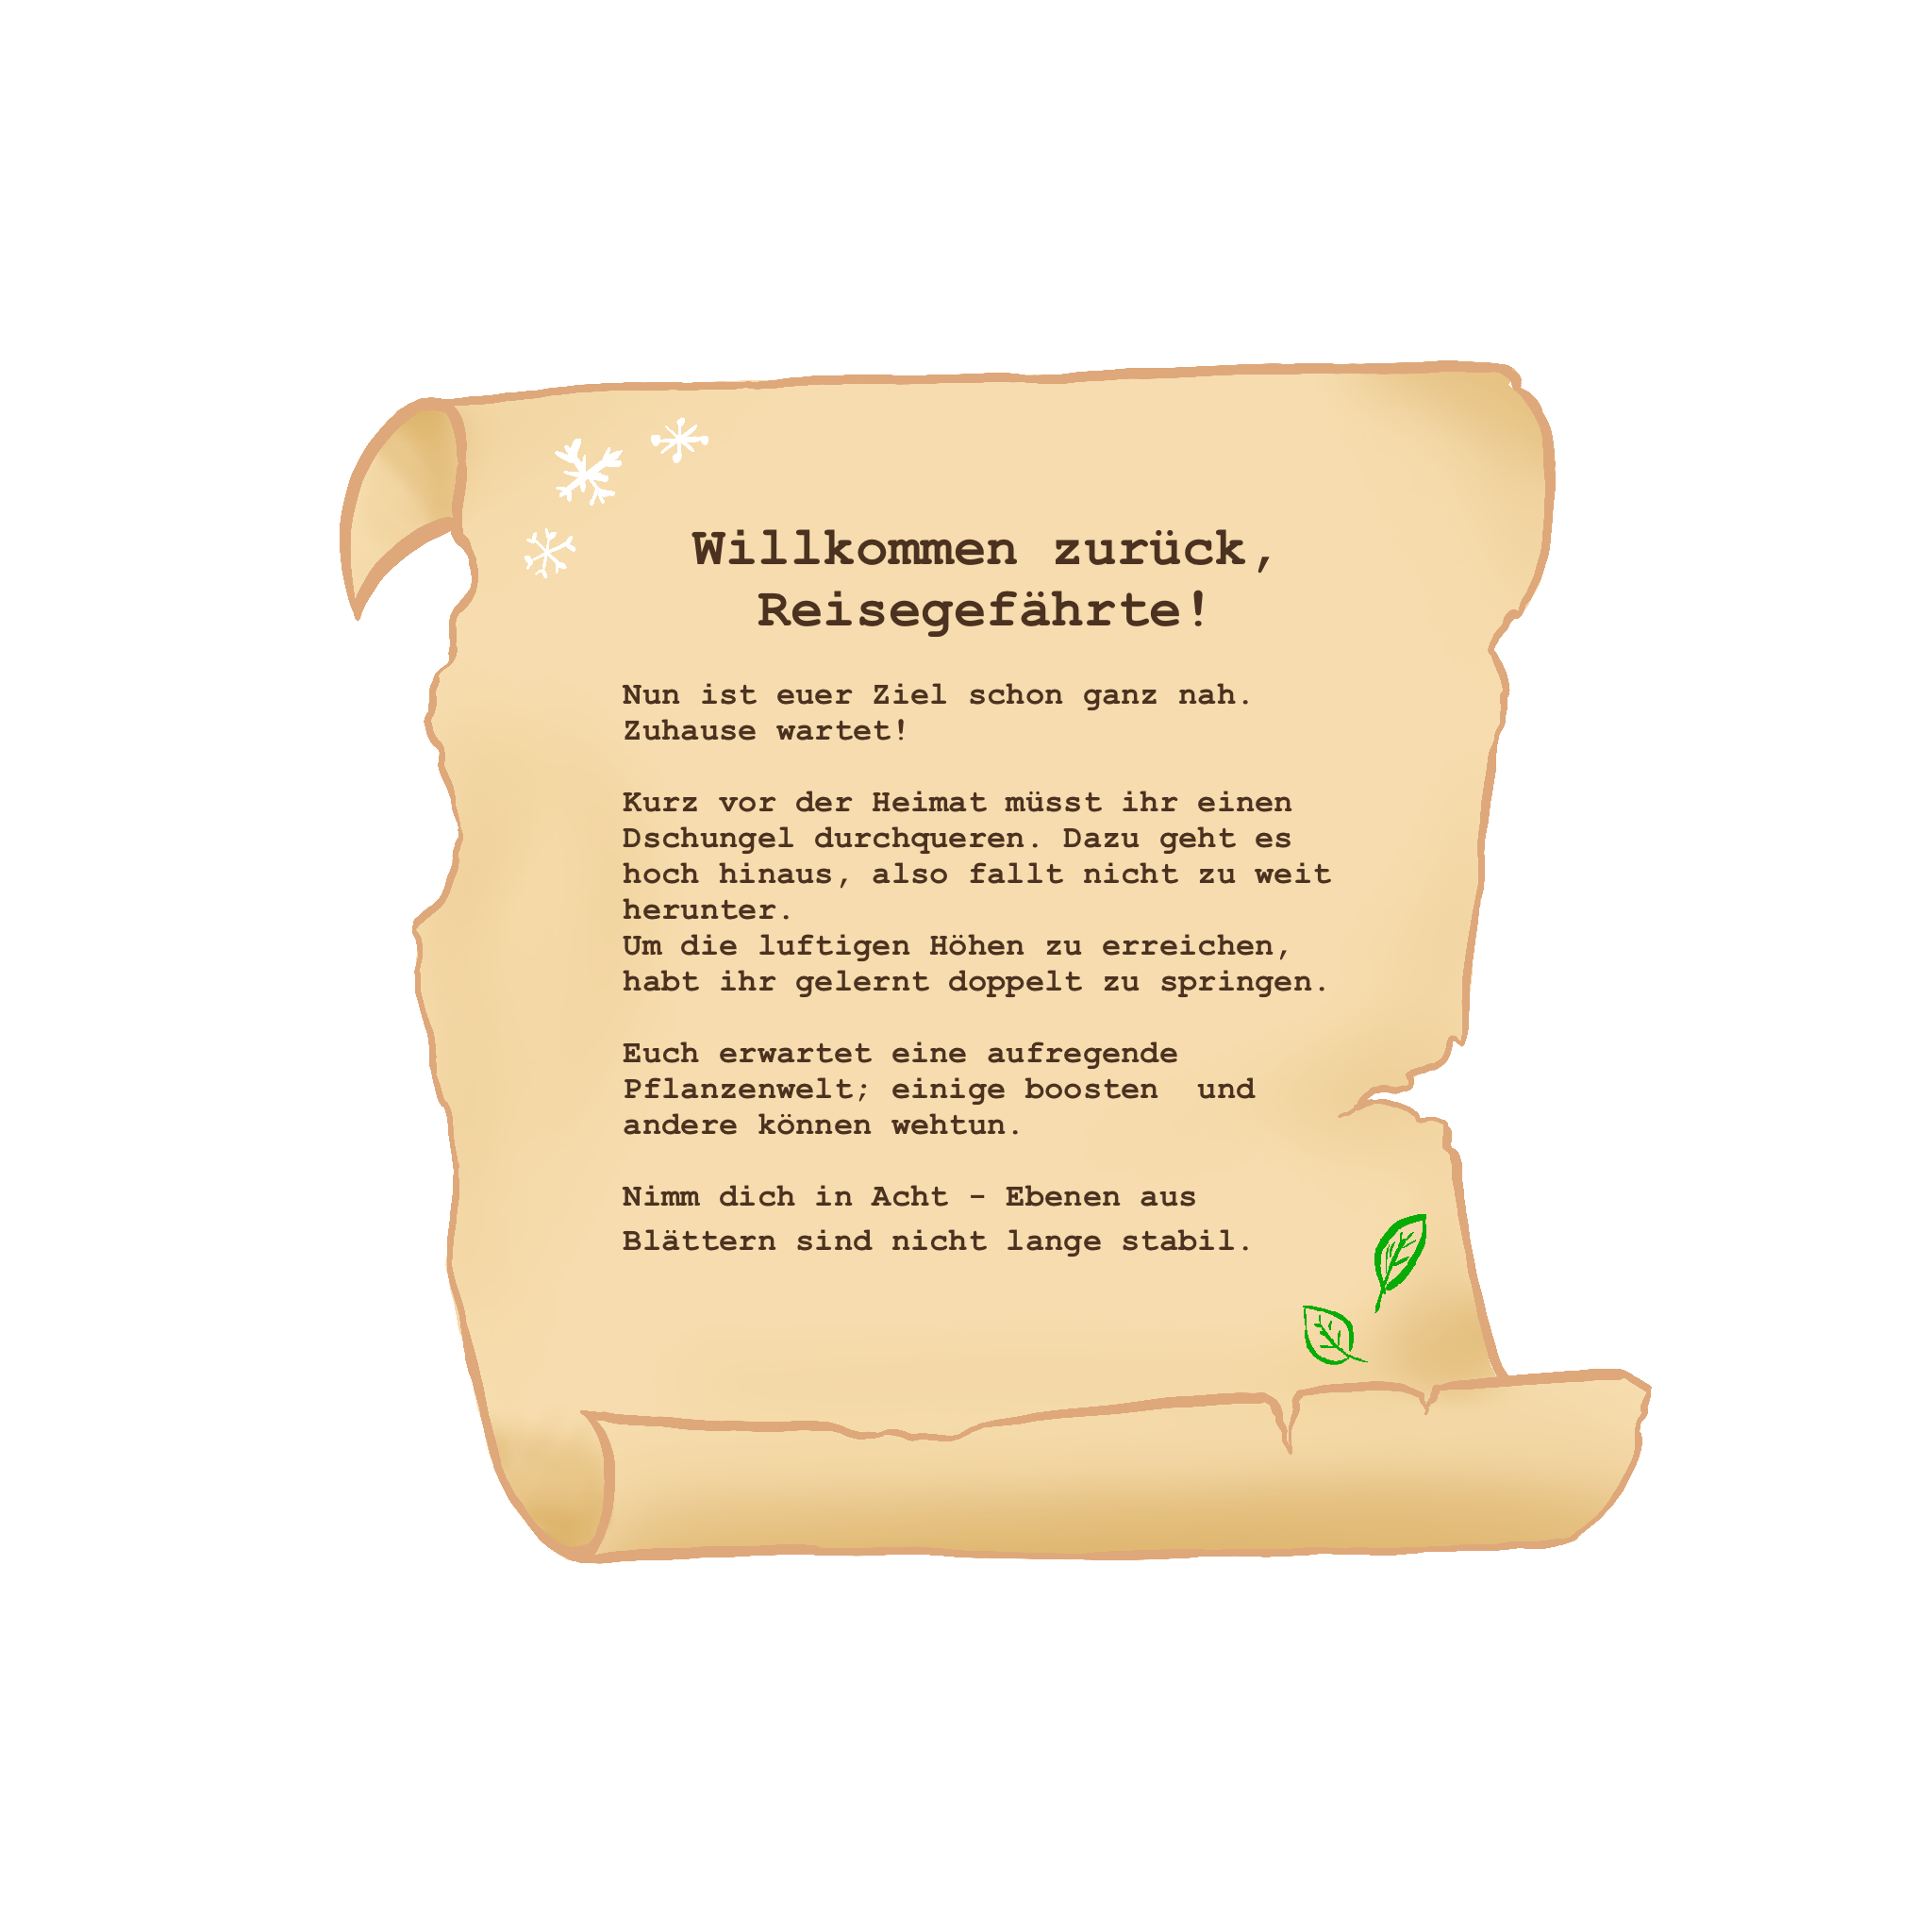 Willkommen zurück,
Reisegefährte!
Nun ist euer Ziel schon ganz nah.
Zuhause wartet!
Kurz vor der Heimat müsst ihr einen
Dschungel durchqueren. Dazu geht es
hoch hinaus, also fallt nicht zu weit
herunter.
Um die luftigen Höhen zu erreichen,
habt ihr gelernt doppelt zu springen.
Euch erwartet eine aufregende
Pflanzenwelt; einige boosten  und
andere können wehtun.
Nimm dich in Acht - Ebenen aus
Blättern sind nicht lange stabil.